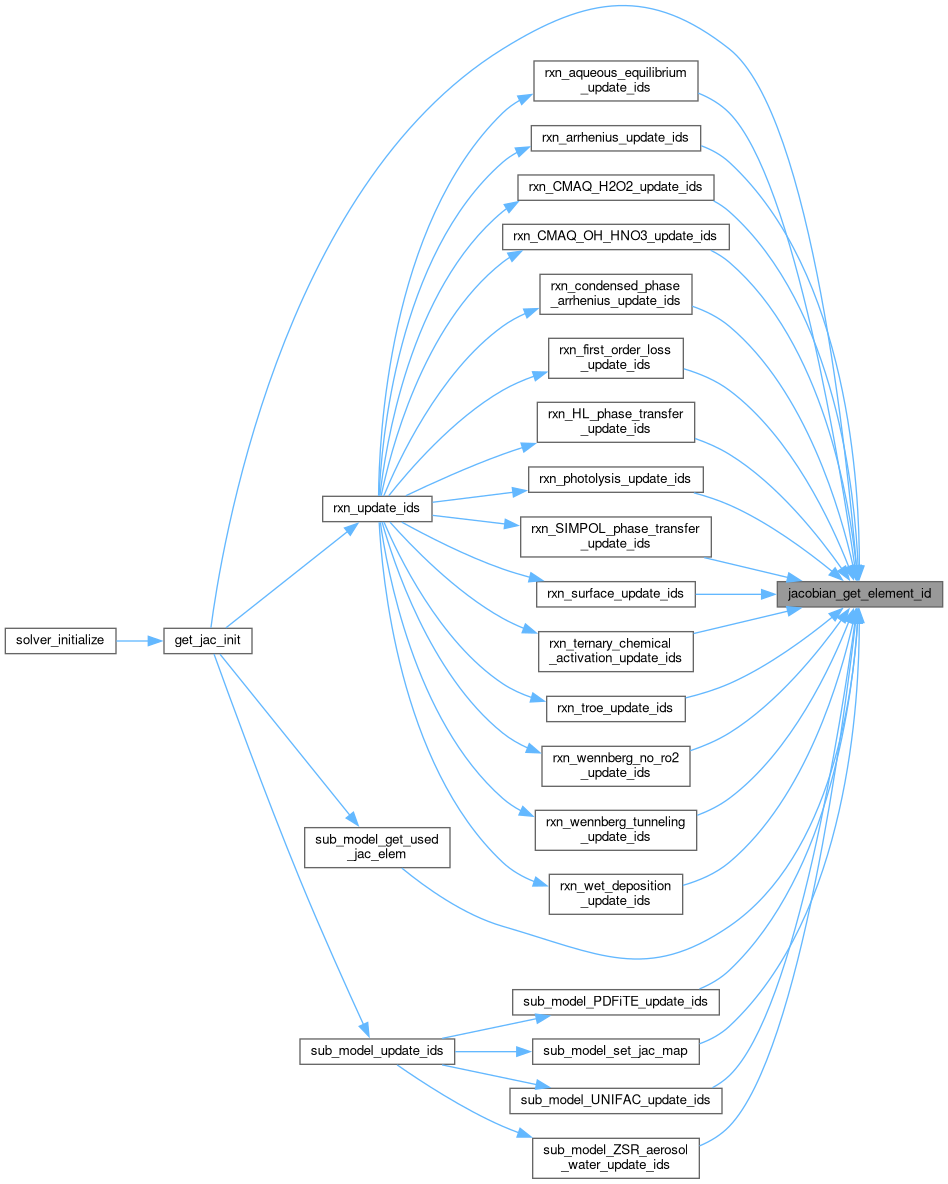 rxn_aqueous_equilibrium
_update_ids
rxn_arrhenius_update_ids
rxn_CMAQ_H2O2_update_ids
rxn_CMAQ_OH_HNO3_update_ids
rxn_condensed_phase
_arrhenius_update_ids
rxn_first_order_loss
_update_ids
rxn_HL_phase_transfer
_update_ids
rxn_photolysis_update_ids
rxn_update_ids
rxn_SIMPOL_phase_transfer
_update_ids
rxn_surface_update_ids
jacobian_get_element_id
solver_initialize
get_jac_init
rxn_ternary_chemical
_activation_update_ids
rxn_troe_update_ids
rxn_wennberg_no_ro2
_update_ids
rxn_wennberg_tunneling
_update_ids
sub_model_get_used
_jac_elem
rxn_wet_deposition
_update_ids
sub_model_PDFiTE_update_ids
sub_model_update_ids
sub_model_set_jac_map
sub_model_UNIFAC_update_ids
sub_model_ZSR_aerosol
_water_update_ids